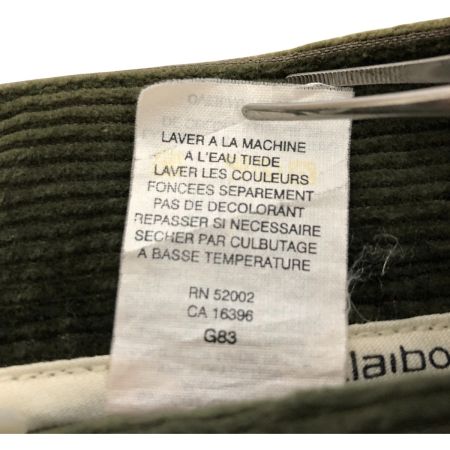 LAVER A LA MACHINE
A L'EAU TIEDE
LAVER LES COULEURS
FONCEES SEPAREMENT
PAS DE DECOLORANT
REPASSER SI NECESSAIRE
SECHER PAR CULBUTAGE
A BASSE TEMPERATURE
RN 52002
CA 16396
G83
laibo